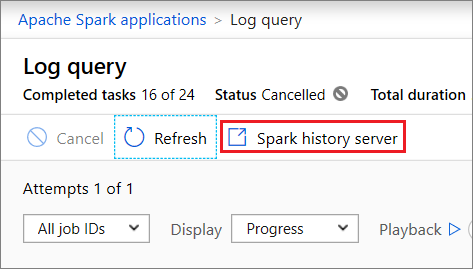 Apache Spark applications > Log query
Log query
Completed tasks 16 of 24 Status Cancelled Total duration
Cancel Refresh Spark history server
Attempts 1 of 1
All job IDs Display Progress Playback